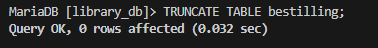 MariaDB [library_db]> TRUNCATE TABLE bestilling;
Query OK, 0 rows affected (0.032 sec)